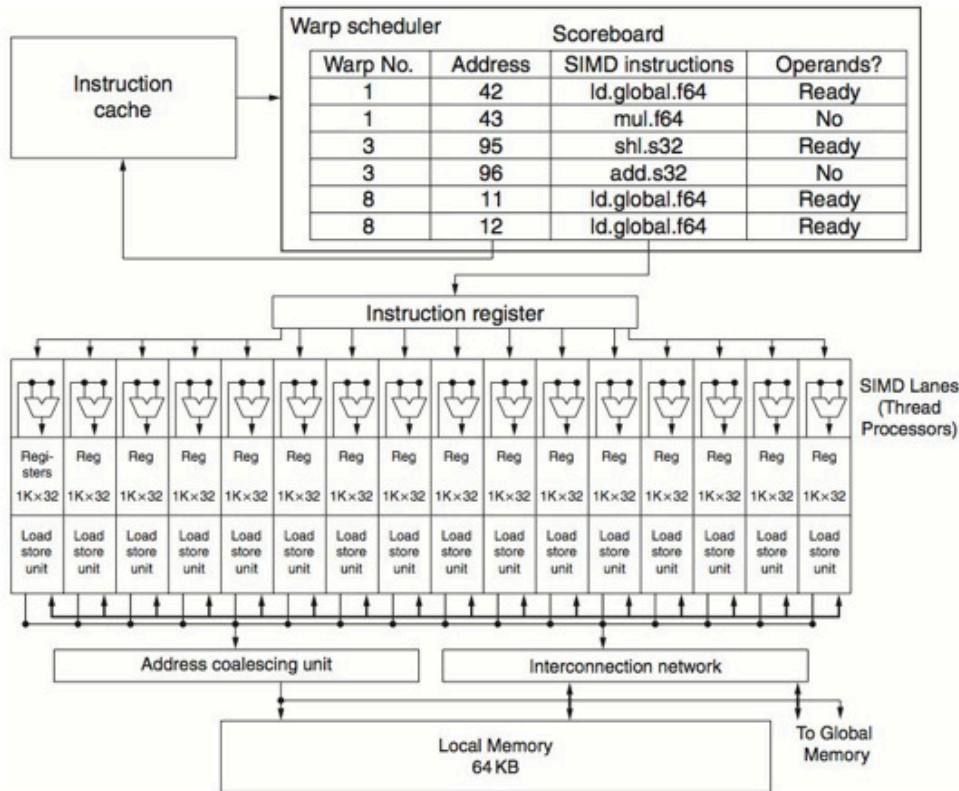 Warp scheduler
Scoreboard
Warp No. Address SIMD instructions Operands?
1 42 ld.global.f64 Ready
1 43 mul.f64 No
3 95 shl.s32 Ready
3 96 add.s32 No
8 11 ld.global.f64 Ready
8 12 ld.global.f64 Ready
Instruction
cache
Instruction register
SIMD Lanes
(Thread
Processors)
Regi-
sters Reg Reg Reg Reg Reg Reg Reg Reg Reg Reg Reg Reg Reg Reg Reg
1K×32 1K×32 1K×32 1K×32 1K×32 1K×32 1K×32 1K×32 1K×32 1K×32 1K×32 1K×32 1K×32 1K×32 1K×32 1K×32
Load Load Load Load Load Load Load Load Load Load Load Load Load Load Load Load
store store store store store store store store store store store store store store store store
unit unit unit unit unit unit unit unit unit unit unit unit unit unit unit unit
Address coalescing unit Interconnection network
Local Memory
64 KB
To Global
Memory